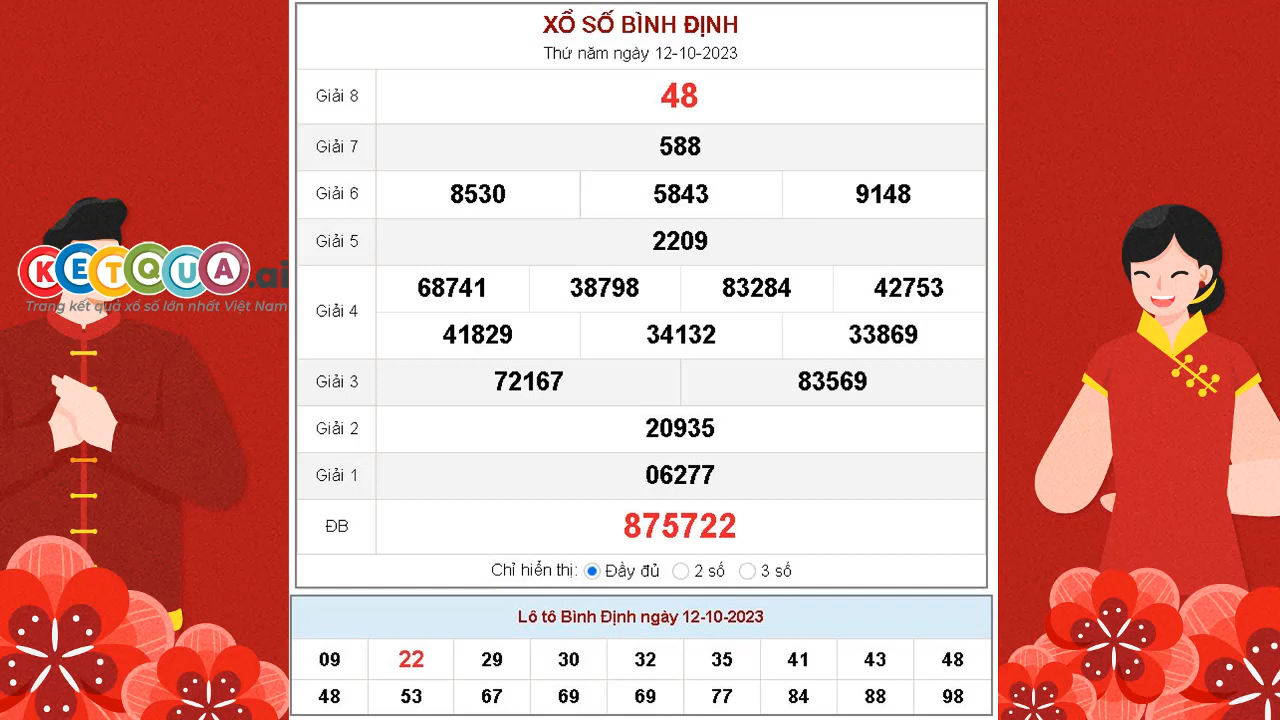 XỔ SỐ BÌNH ĐỊNH
Thứ năm ngày 12-10-2023
Giải 8 48
Giải 7 588
Giải 6 8530 5843 9148
Giải 5 2209
Giải 4 68741 38798 83284 42753
41829 34132 33869
Giải 3 72167 83569
Giải 2 20935
Giải 1 06277
ĐB 875722
Chỉ hiển thị: Đầy đủ 2 số 3 số
Lô tô Bình Định ngày 12-10-2023
09 22 29 30 32 35 41 43 48
48 53 67 69 69 77 84 88 98
KETQUA.ai
Trang kết quả xổ số lớn nhất Việt Nam